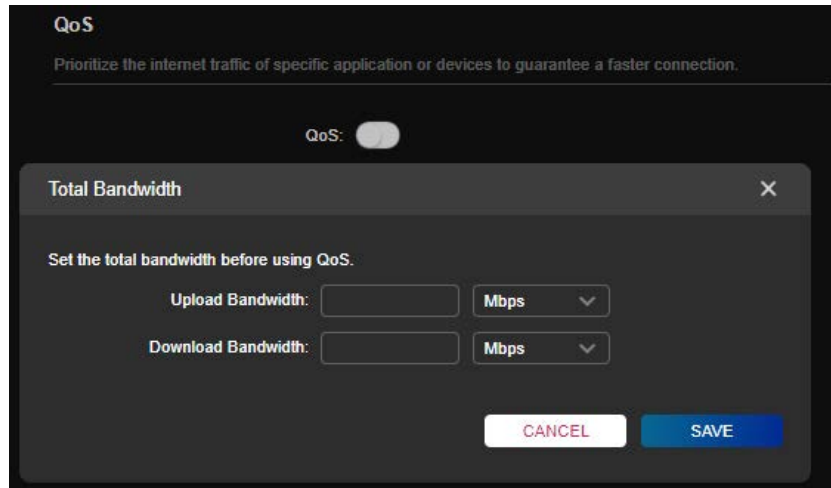 QoS
Prioritize the internet traffic of specific application or devices to guarantee a faster connection.
QoS:
Total Bandwidth
Set the total bandwidth before using QoS.
Upload Bandwidth: Mbps
Download Bandwidth: Mbps
CANCEL SAVE